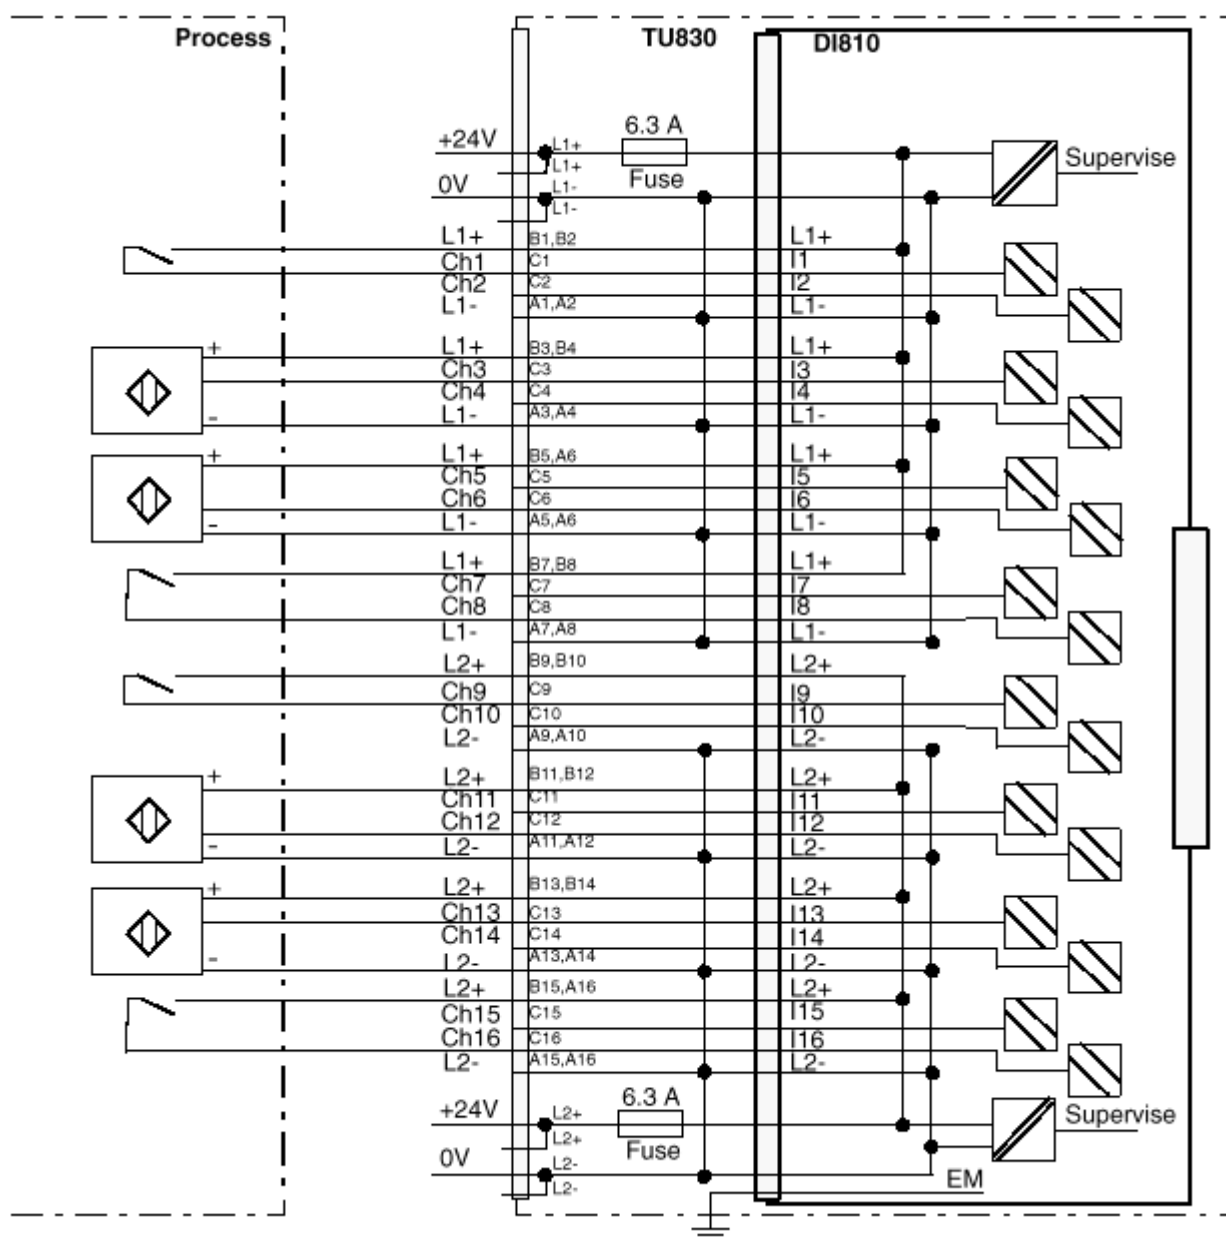 Process TU830 DI810
6.3 A
+24V L1+ Supervise
L1+
0V L1- Fuse
L1-
L1+ B1,B2 L1+
Ch1 C1 I1
Ch2 C2 I2
L1- A1,A2 L1-
+ L1+ B3,B4 L1+
Ch3 C3 I3
Ch4 C4 I4
- L1- A3,A4 L1-
+ L1+ B5,A6 L1+
Ch5 C5 I5
Ch6 C6 I6
- L1- A5,A6 L1-
L1+ B7,B8 L1+
Ch7 C7 I7
Ch8 C8 I8
L1- A7,A8 L1-
L2+ B9,B10 L2+
Ch9 C9 I9
Ch10 C10 I10
L2- A9,A10 L2-
+ L2+ B11,B12 L2+
Ch11 C11 I11
Ch12 C12 I12
- L2- A11,A12 L2-
+ L2+ B13,B14 L2+
Ch13 C13 I13
Ch14 C14 I14
- L2- A13,A14 L2-
L2+ B15,A16 L2+
Ch15 C15 I15
Ch16 C16 I16
L2- A15,A16 L2-
6.3 A
+24V L2+ Supervise
L2+ Fuse
0V L2-
L2- EM